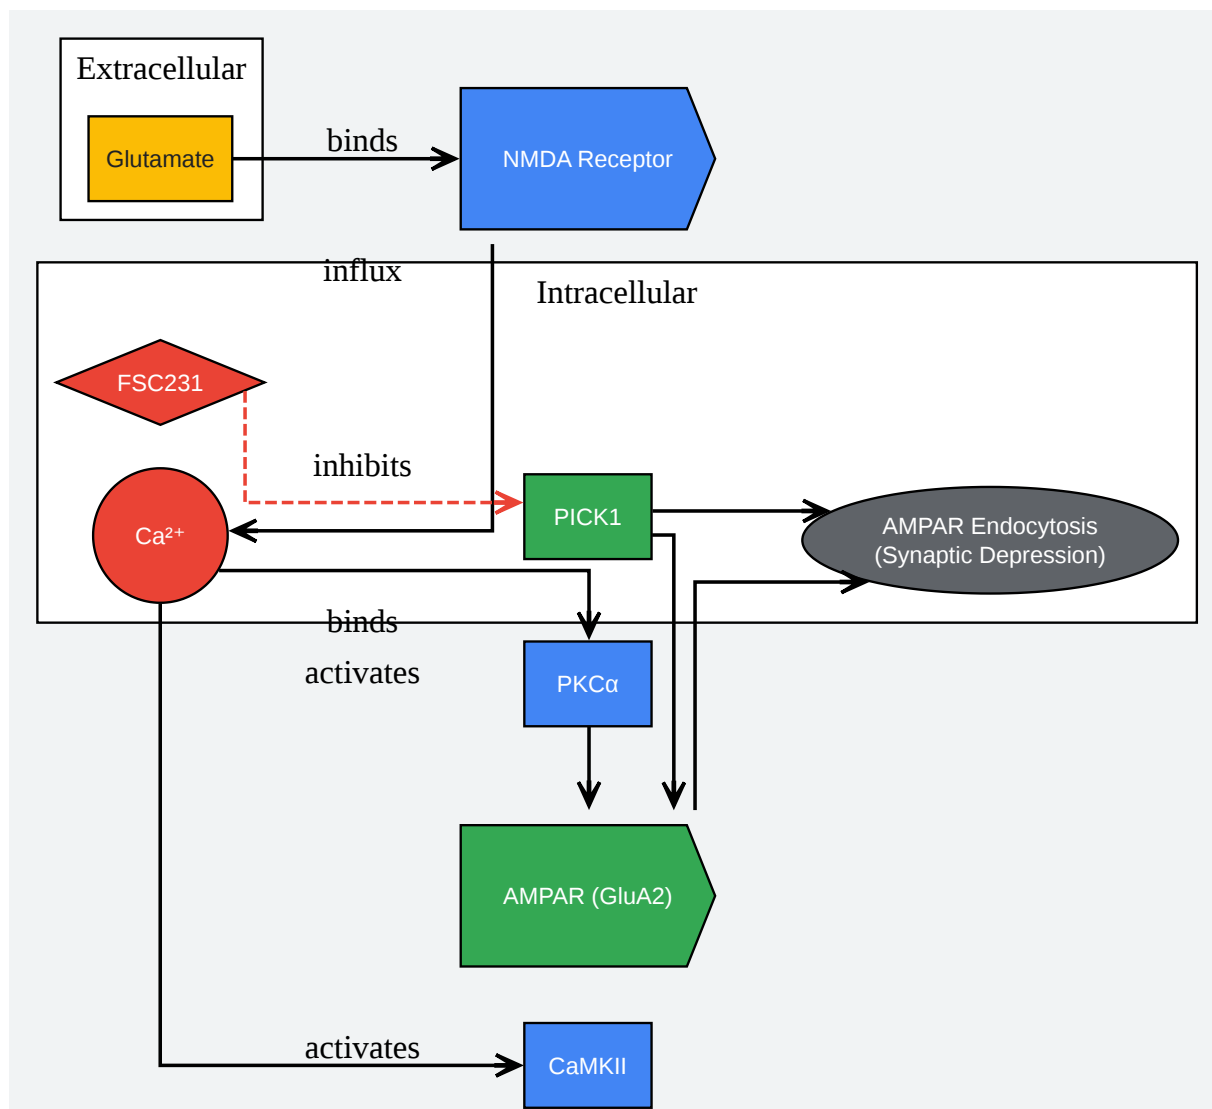 Extracellular
Glutamate
binds
NMDA Receptor
influx
Intracellular
FSC231
inhibits
Ca²⁺
PICK1
AMPAR Endocytosis
(Synaptic Depression)
binds
activates
PKCα
AMPAR (GluA2)
activates
CaMKII